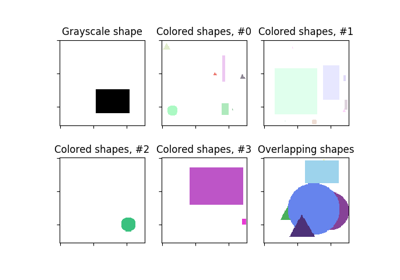 Grayscale shape
Colored shapes, #0
Colored shapes, #1
Colored shapes, #2
Colored shapes, #3
Overlapping shapes